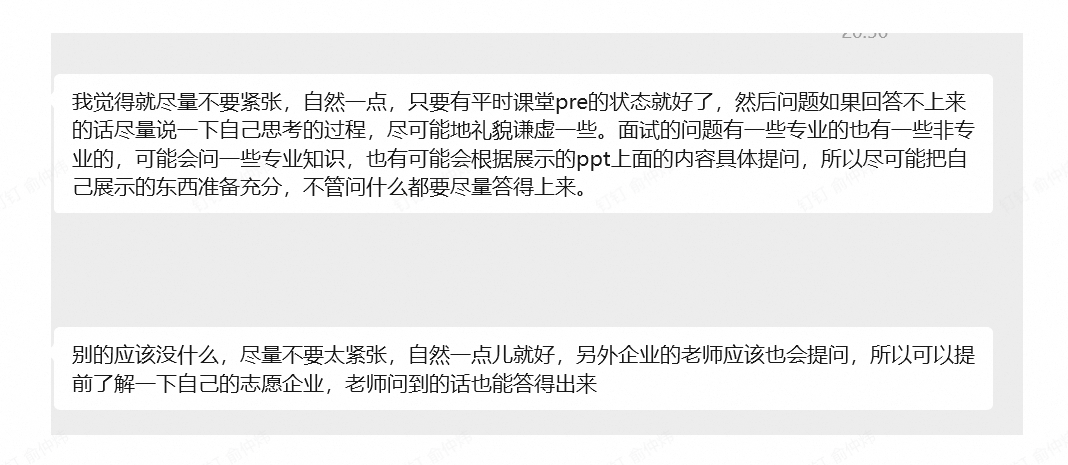 我觉得就尽量不要紧张，自然一点，只要有平时课堂pre的状态就好了，然后问题如果回答不上来
的话尽量说一下自己思考的过程，尽可能地礼貌谦虚一些。面试的问题有一些专业的也有一些非专
业的，可能会问一些专业知识，也有可能会根据展示的ppt上面的内容具体提问，所以尽可能把自
己展示的东西准备充分，不管问什么都要尽量答得上来。
别的应该没什么，尽量不要太紧张，自然一点儿就好，另外企业的老师应该也会提问，所以可以提
前了解一下自己的志愿企业，老师问到的话也能答得出来